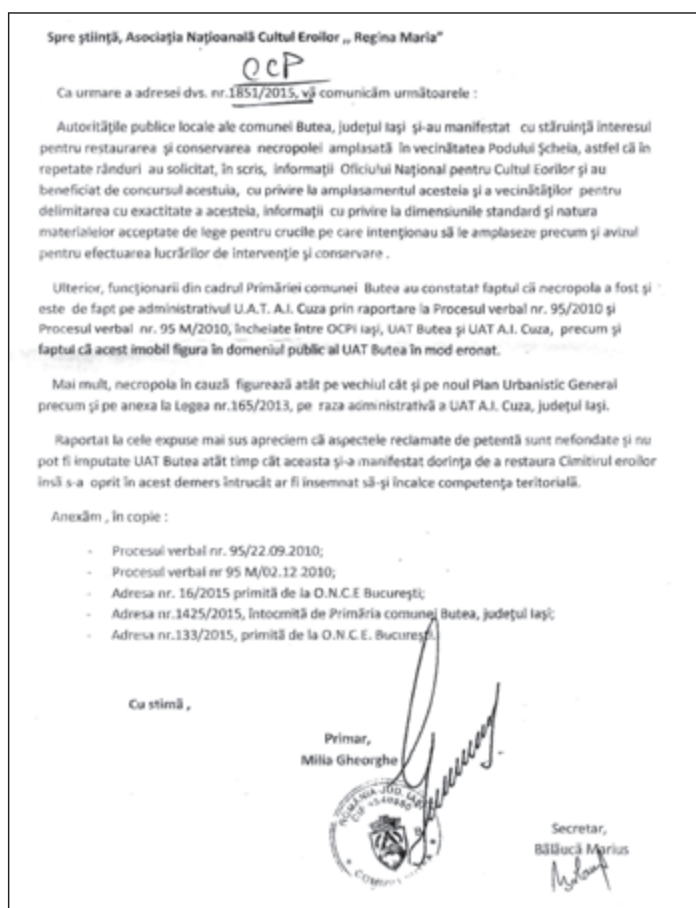 Spre știință, Asociația Națioanală Cultul Eroilor „ Regina Maria"
OCP
Ca urmare a adresei dvs. nr.1851/2015, vă comunicăm următoarele :
Autoritățile publice locale ale comunei Butea, județul Iași și-au manifestat cu stăruință interesul
pentru restaurarea și conservarea necropolei amplasată în vecinătatea Podului Scheia, astfel că în
repetate rânduri au solicitat, în scris, informații Oficiului Național pentru Cultul Eorilor și au
beneficiat de concursul acestuia, cu privire la amplasamentul acesteia și a vecinătăților pentru
delimitarea cu exactitate a acesteia, informații cu privire la dimensiunile standard și natura
materialelor acceptate de lege pentru crucile pe care intenționau să le amplaseze precum și avizul
pentru efectuarea lucrărilor de intervenție și conservare .
Ulterior, funcționarii din cadrul Primăriei comunei Butea au constatat faptul că necropola a fost și
este de fapt pe administrativul U.A.T. A.I. Cuza prin raportare la Procesul verbal nr. 95/2010 și
Procesul verbal nr. 95 M/2010, încheiate între OCPI Iași, UAT Butea și UAT A.I. Cuza, precum și
faptul că acest imobil figura în domeniul public al UAT Butea în mod eronat.
Mai mult, necropola în cauză figurează atât pe vechiul cât și pe noul Plan Urbanistic General
precum și pe anexa la Legea nr.165/2013, pe raza administrativă a UAT A.I. Cuza, județul Iași.
Raportat la cele expuse mai sus apreciem că aspectele reclamate de petentă sunt nefondate și nu
pot fi imputate UAT Butea atât timp cât aceasta și-a manifestat dorința de a restaura Cimitirul eroilor
însă s-a oprit în acest demers întrucât ar fi însemnat să-și încalce competența teritorială.
Anexăm , în copie :
- Procesul verbal nr. 95/22.09.2010;
- Procesul verbal nr 95 M/02.12.2010;
- Adresa nr. 16/2015 primită de la O.N.C.E București;
- Adresa nr.1425/2015, întocmită de Primăria comunei Butea, județul Iași;
- Adresa nr.133/2015, primită de la O.N.C.E. București.
Cu stimă ,
Primar,
Milia Gheorghe
ROMÂNIA JUD. IAȘI
CIF 4540550
Secretar,
Bălăucă Marius